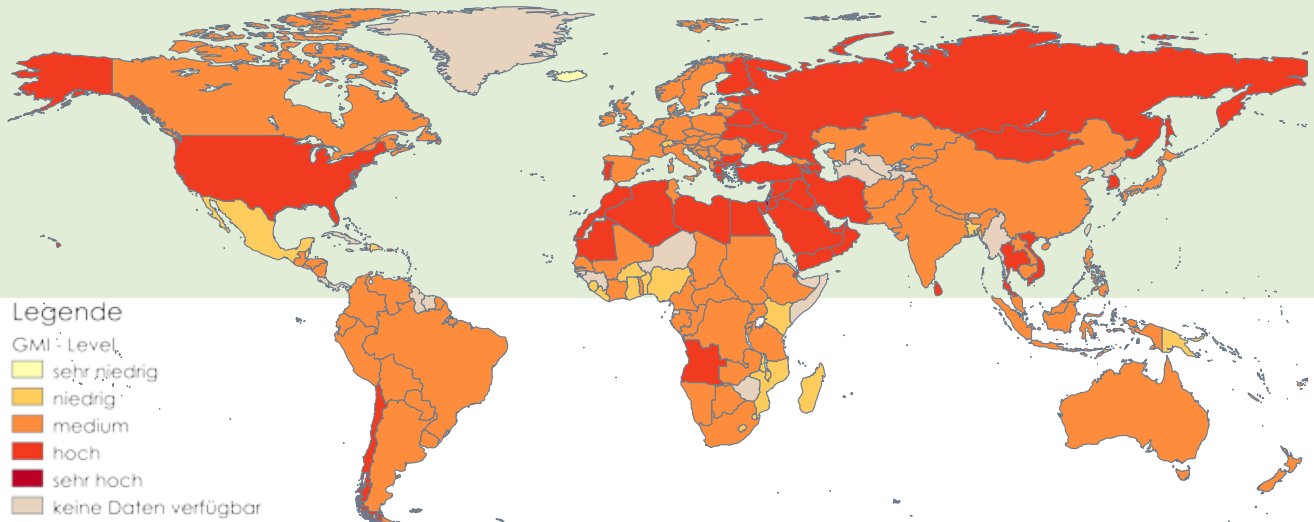 Legende
GMI - Level
sehr niedrig
niedrig
medium
hoch
sehr hoch
keine Daten verfügbar